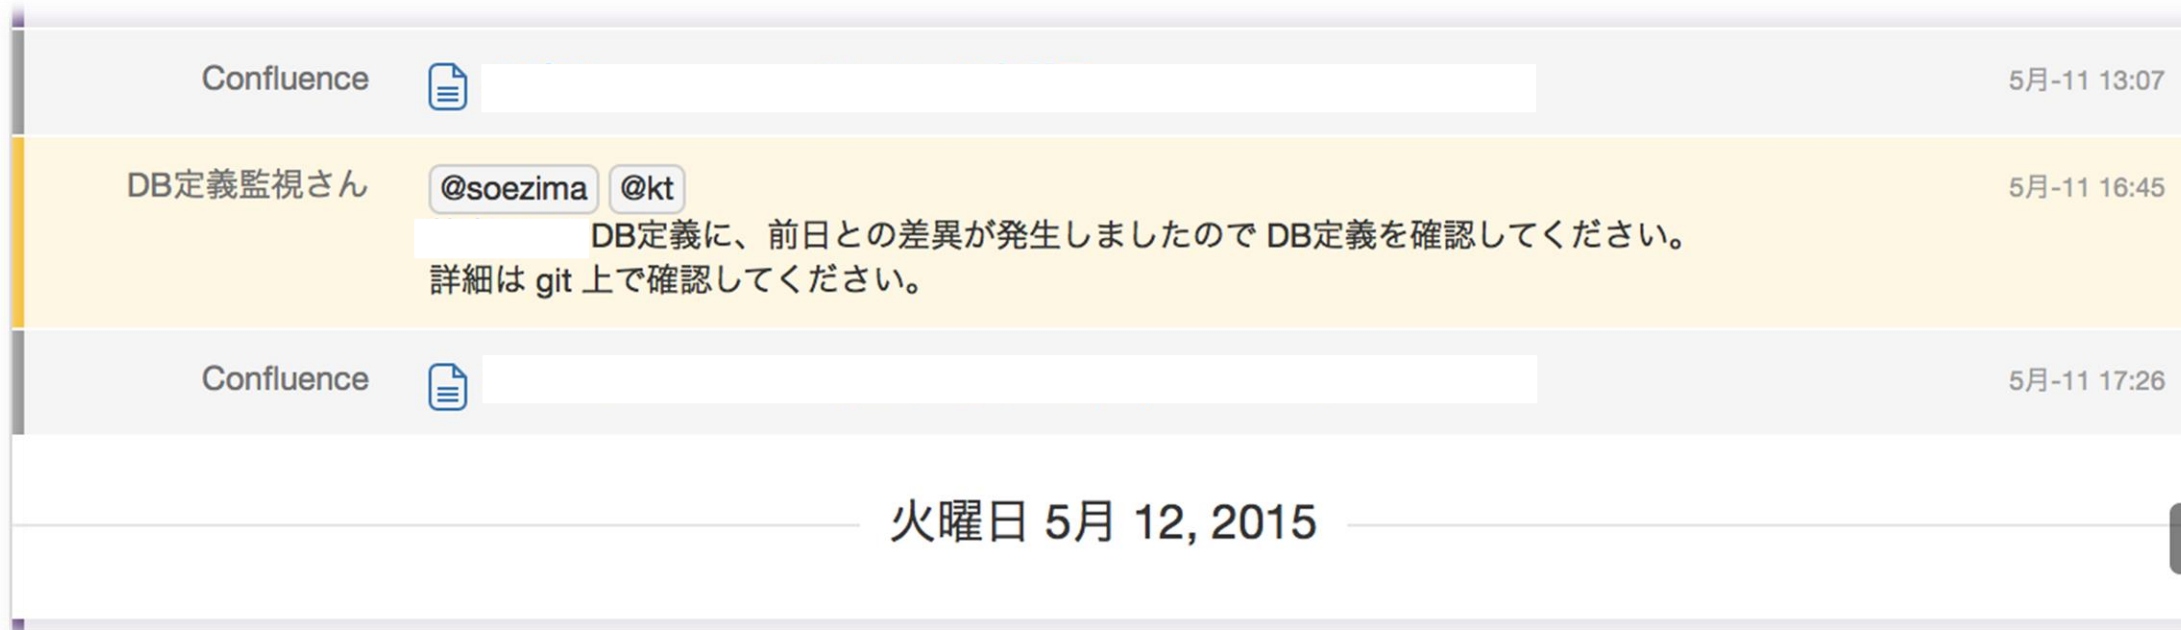 Confluence
5月-11 13:07
DB定義監視さん
@soezima @kt
5月-11 16:45
DB定義に、前日との差異が発生しましたので DB定義を確認してください。
詳細は git 上で確認してください。
Confluence
5月-11 17:26
火曜日 5月 12, 2015